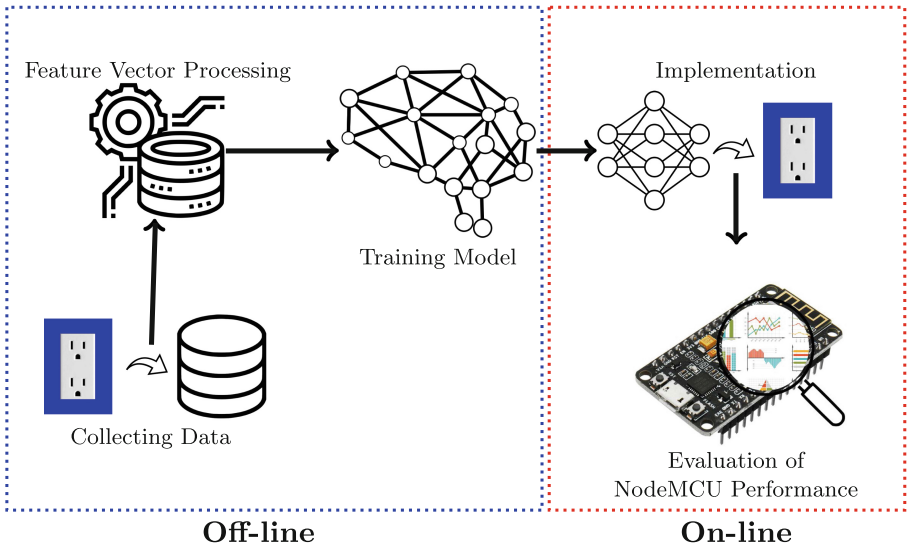 Feature Vector Processing
Training Model
Collecting Data
Off-line
Implementation
Evaluation of
NodeMCU Performance
On-line